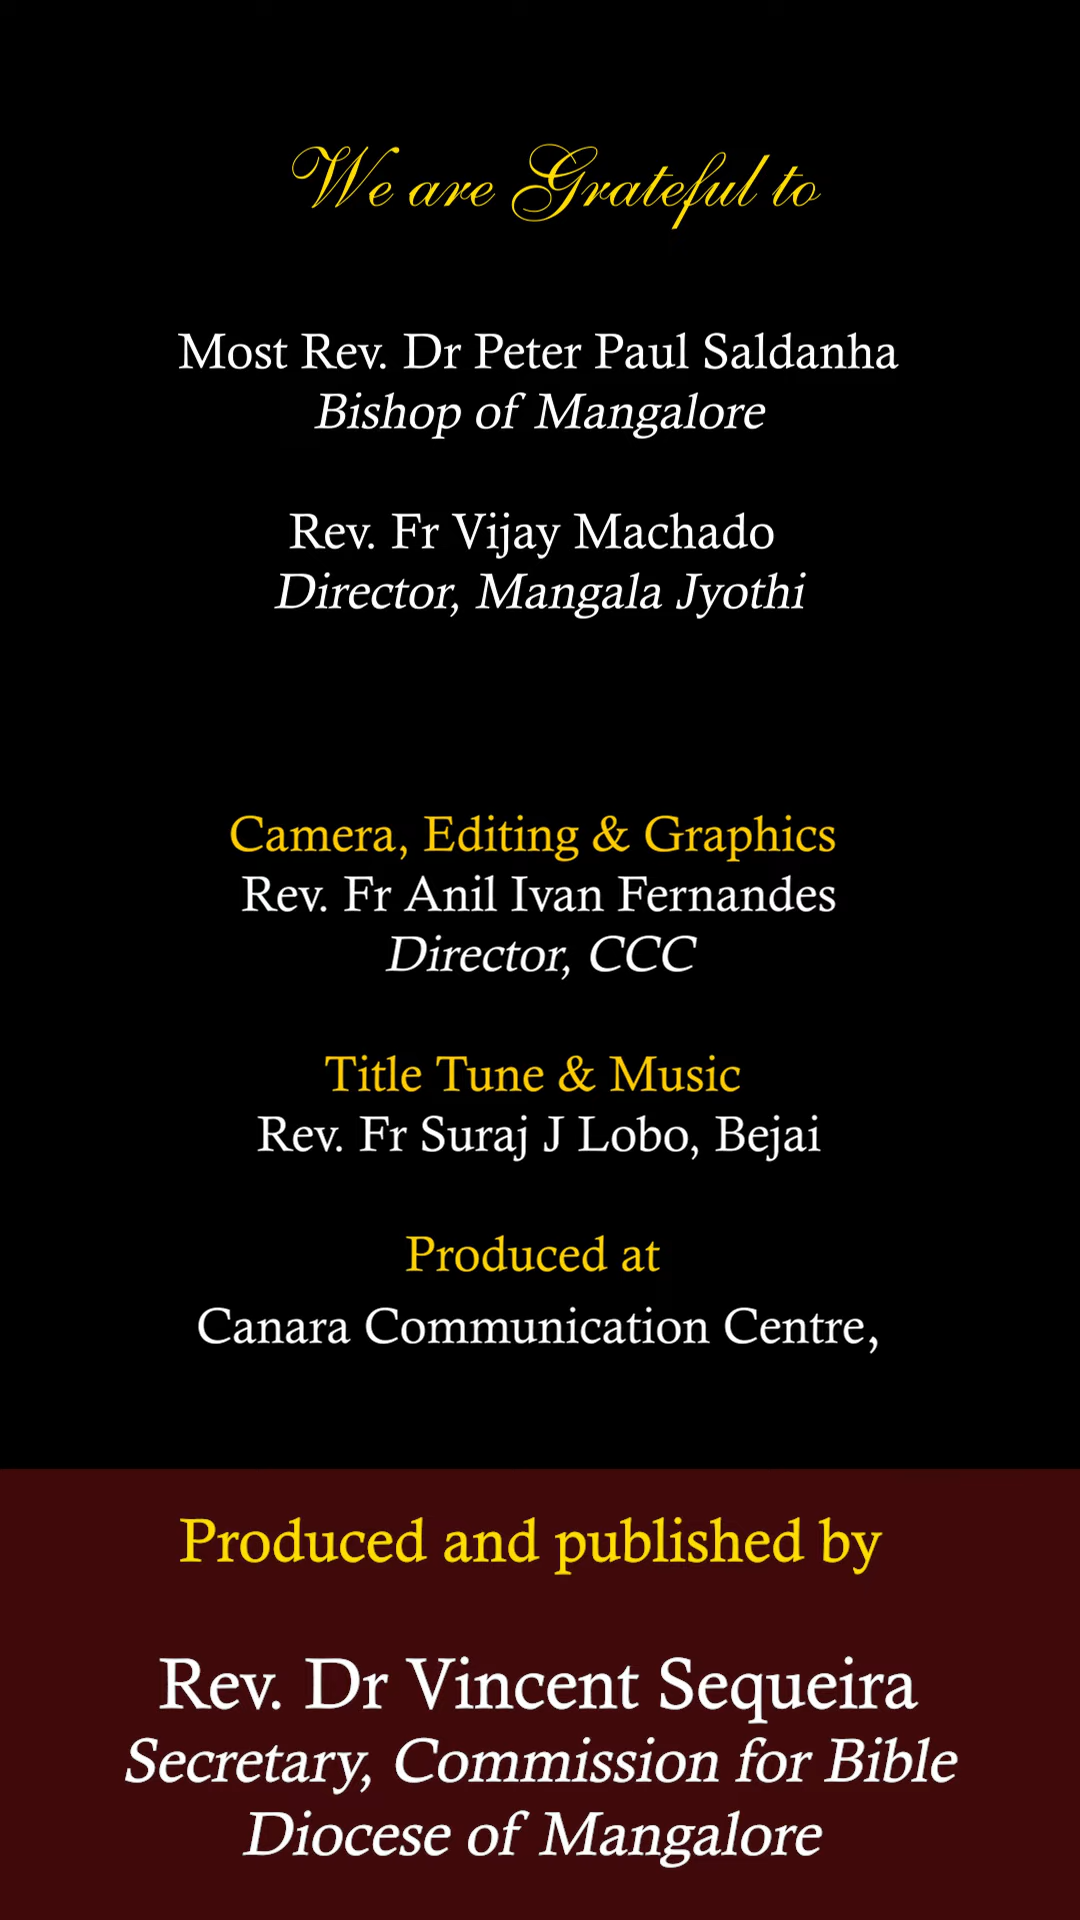 We are Grateful to
Most Rev. Dr Peter Paul Saldanha
Bishop of Mangalore
Rev. Fr Vijay Machado
Director, Mangala Jyothi
Camera, Editing & Graphics
Rev. Fr Anil Ivan Fernandes
Director, CCC
Title Tune & Music
Rev. Fr Suraj J Lobo, Bejai
Produced at
Canara Communication Centre,
Produced and published by
Rev. Dr Vincent Sequeira
Secretary, Commission for Bible
Diocese of Mangalore